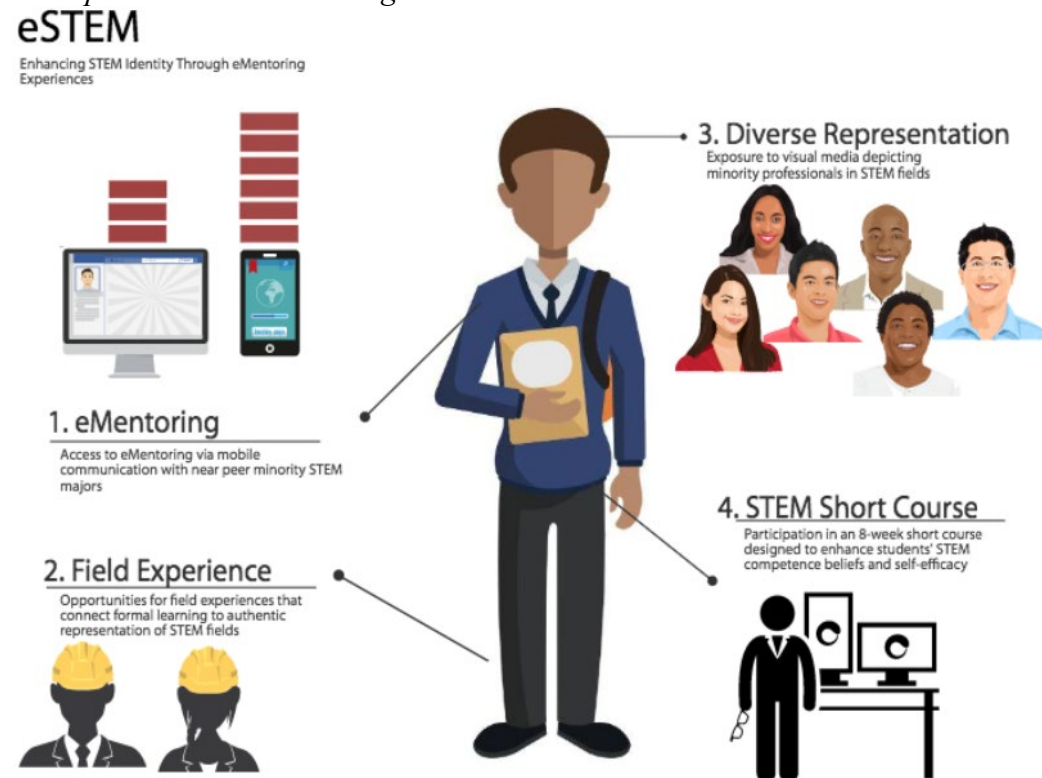 eSTEM
Enhancing STEM Identity Through eMentoring
Experiences
1. eMentoring
Access to eMentoring via mobile
communication with near peer minority STEM
majors
2. Field Experience
Opportunities for field experiences that
connect formal learning to authentic
representation of STEM fields
3. Diverse Representation
Exposure to visual media depicting
minority professionals in STEM fields
4. STEM Short Course
Participation in an 8-week short course
designed to enhance students' STEM
competence beliefs and self-efficacy